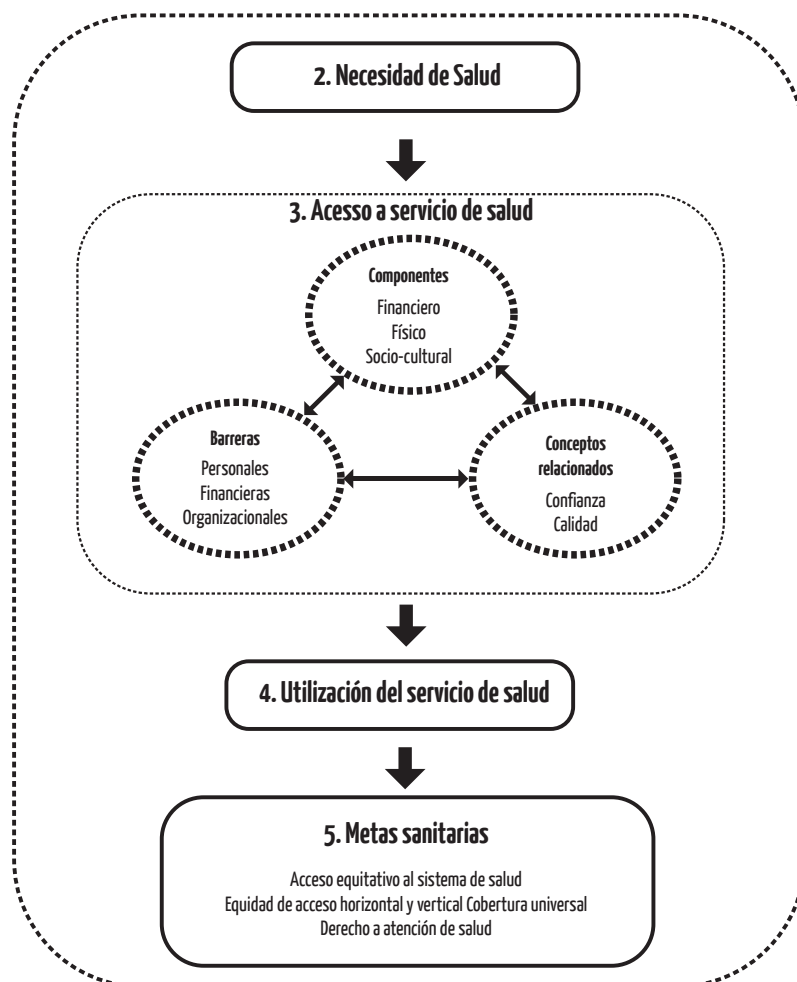 2. Necesidad de Salud
3. Acesso a servicio de salud
Componentes
Financiero
Físico
Socio-cultural
Barreras
Personales
Financieras
Organizacionales
Conceptos
relacionados
Confianza
Calidad
4. Utilización del servicio de salud
5. Metas sanitarias
Acceso equitativo al sistema de salud
Equidad de acceso horizontal y vertical Cobertura universal
Derecho a atención de salud